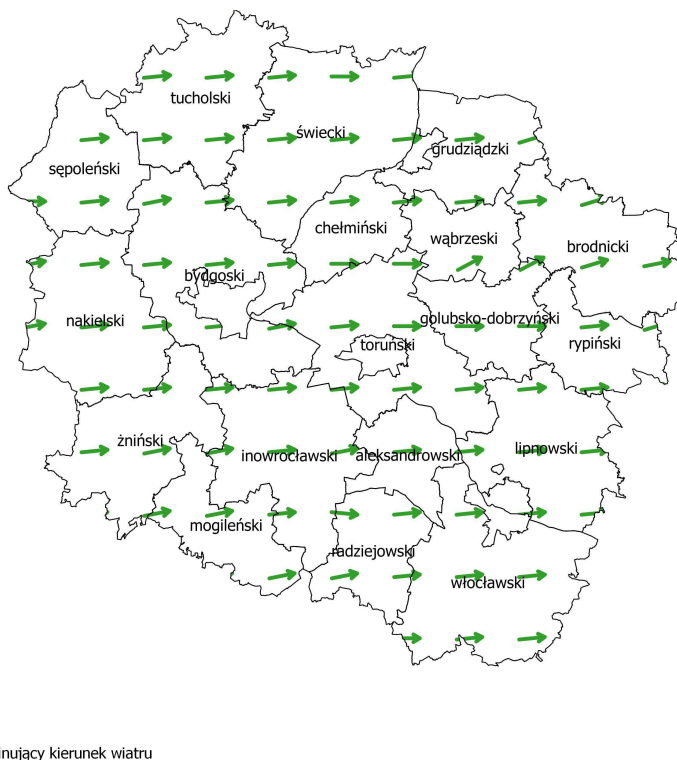 tucholski
świecki
grudziądzki
sępoleński
chełmiński
wąbrzeski
brodnicki
bydgoski
nakielski
golubsko-dobrzyński
toruński
rypiński
żniński
inowrocławski
aleksandrowski
lipnowski
mogileński
radziejowski
włocławski
inujący kierunek wiatru